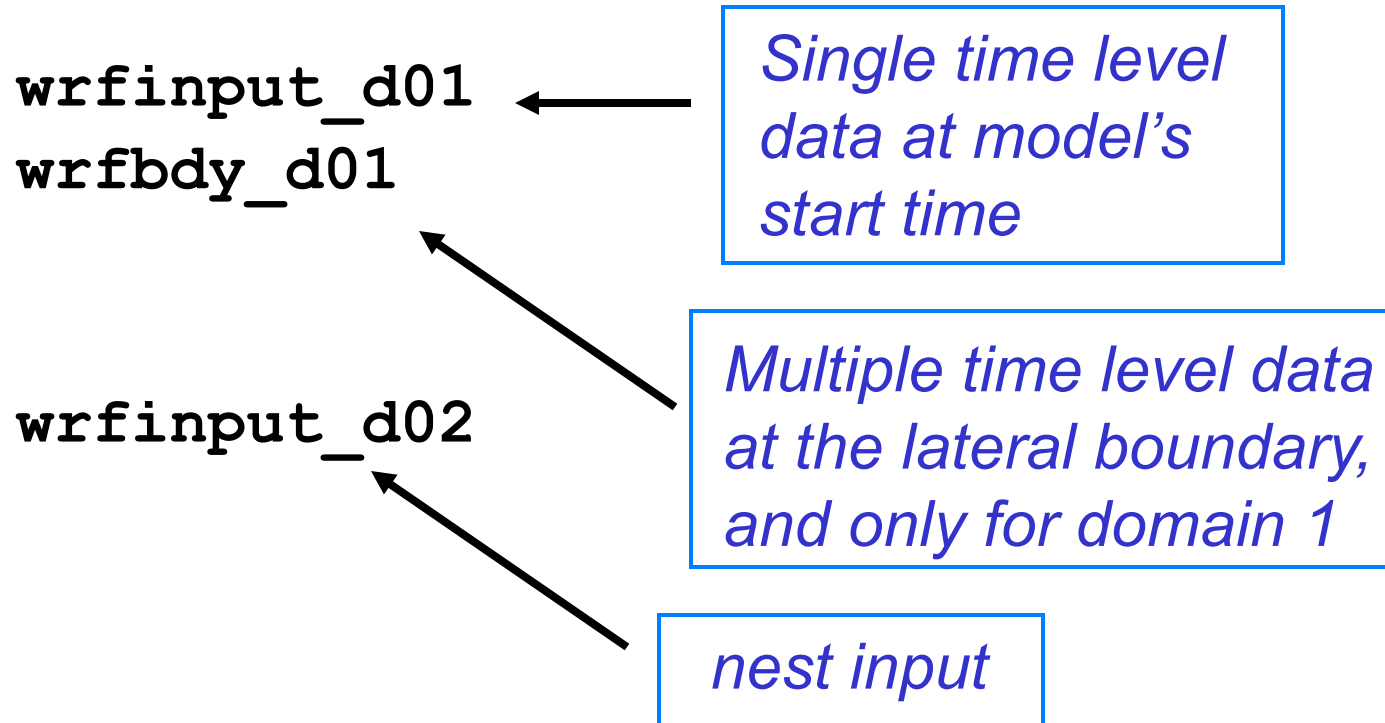 wrfinput_d01
wrfbdy_d01
Single time level
data at model’s
start time
Multiple time level data
at the lateral boundary,
and only for domain 1
wrfinput_d02
nest input